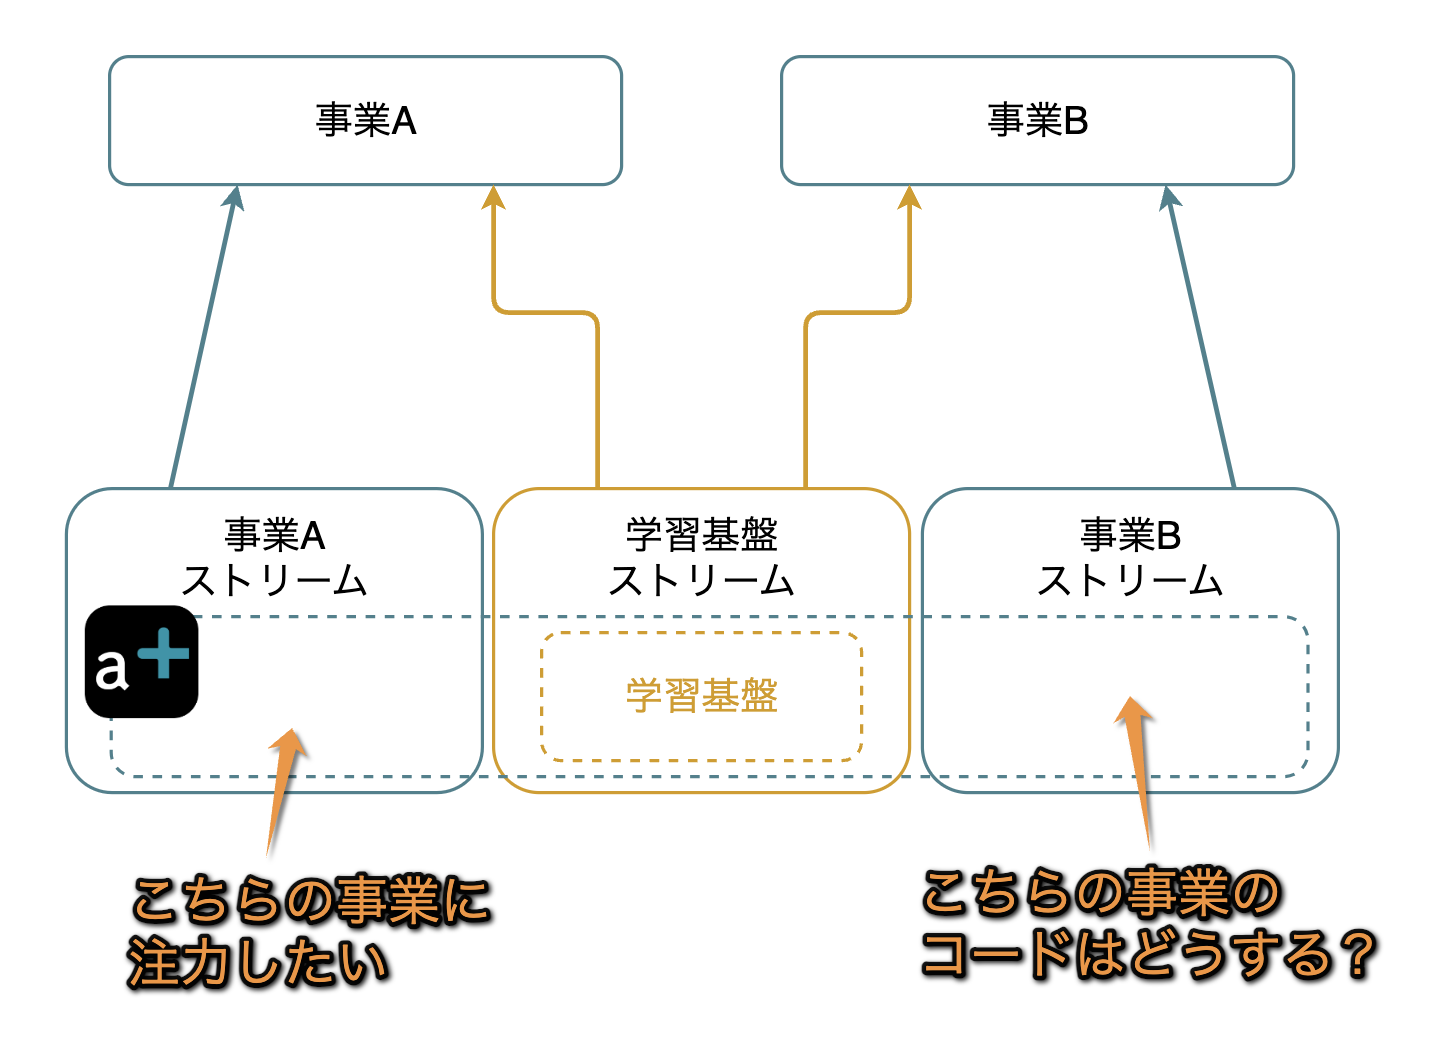 事業A
事業B
事業A
ストリーム
学習基盤
ストリーム
事業B
ストリーム
a+
学習基盤
こちらの事業に
注力したい
こちらの事業の
コードはどうする？